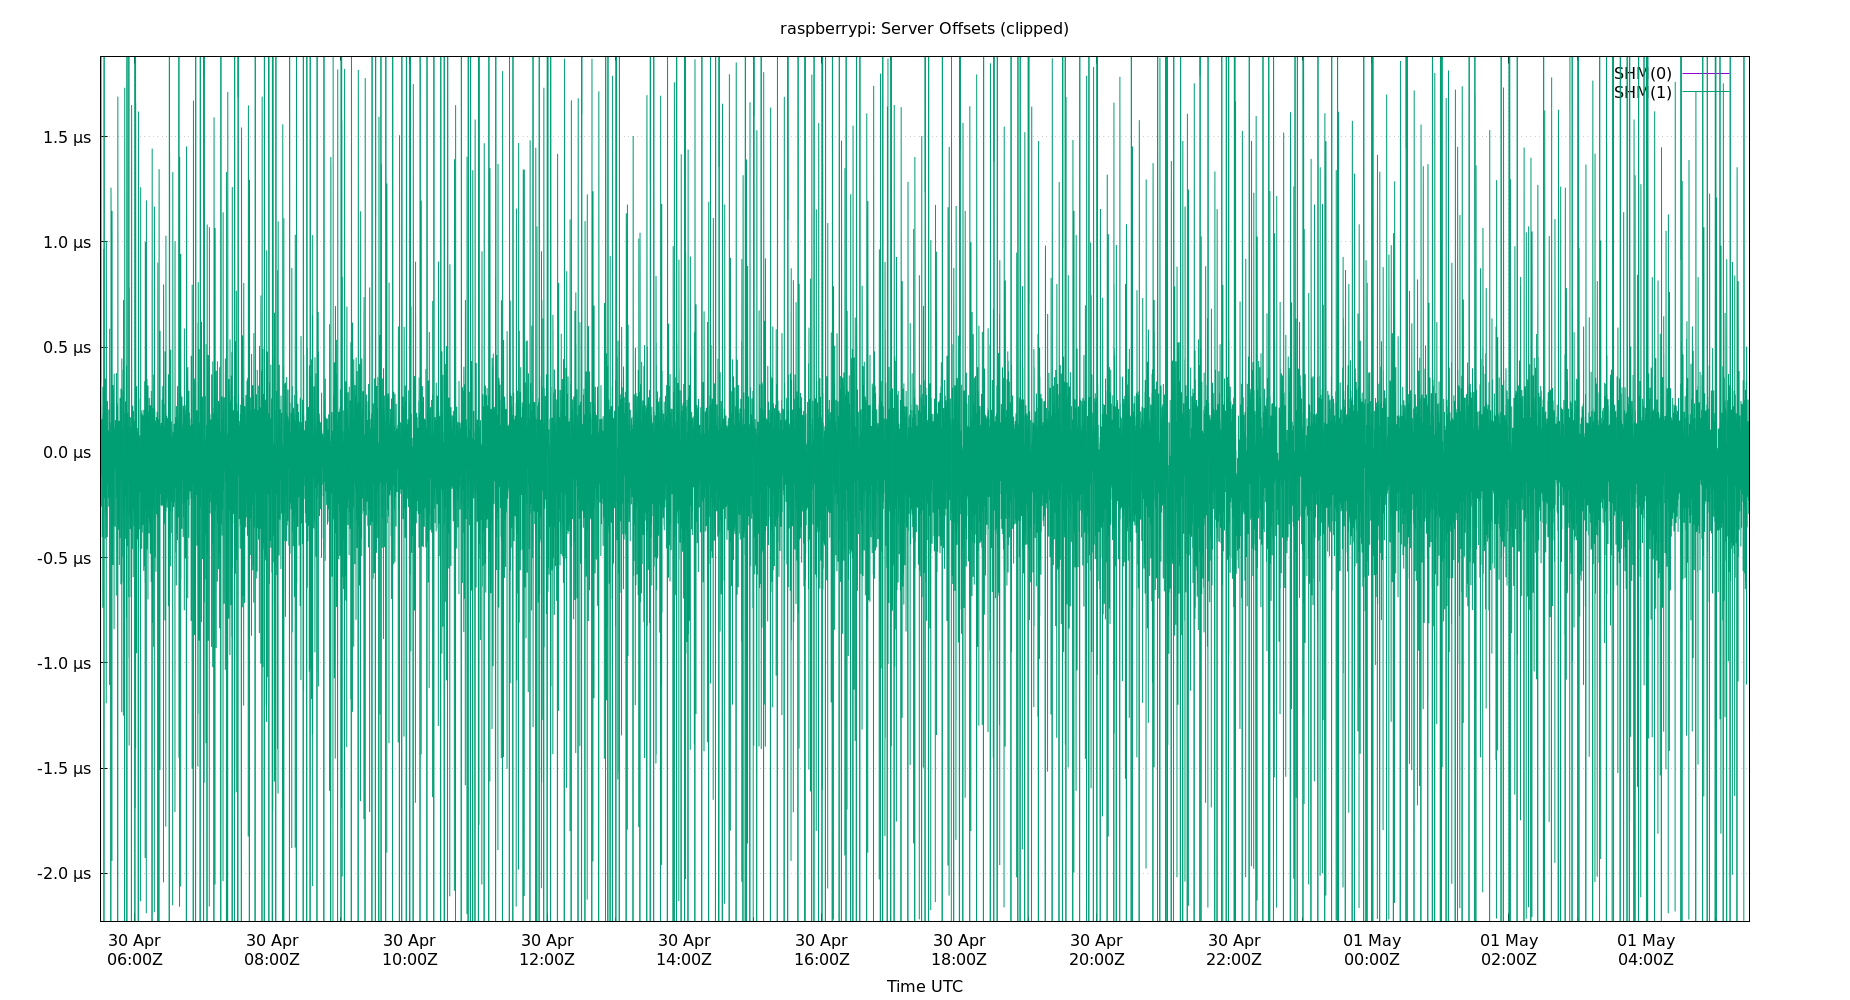 raspberrypi: Server Offsets (clipped)
SHM(0)
SHM(1)
1.5 μs
1.0 μs
0.5 μs
0.0 μs
-0.5 μs
-1.0 μs
-1.5 μs
-2.0 μs
30 Apr 30 Apr 30 Apr 30 Apr 30 Apr 30 Apr 30 Apr 30 Apr 30 Apr 01 May 01 May 01 May
06:00Z 08:00Z 10:00Z 12:00Z 14:00Z 16:00Z 18:00Z 20:00Z 22:00Z 00:00Z 02:00Z 04:00Z
Time UTC